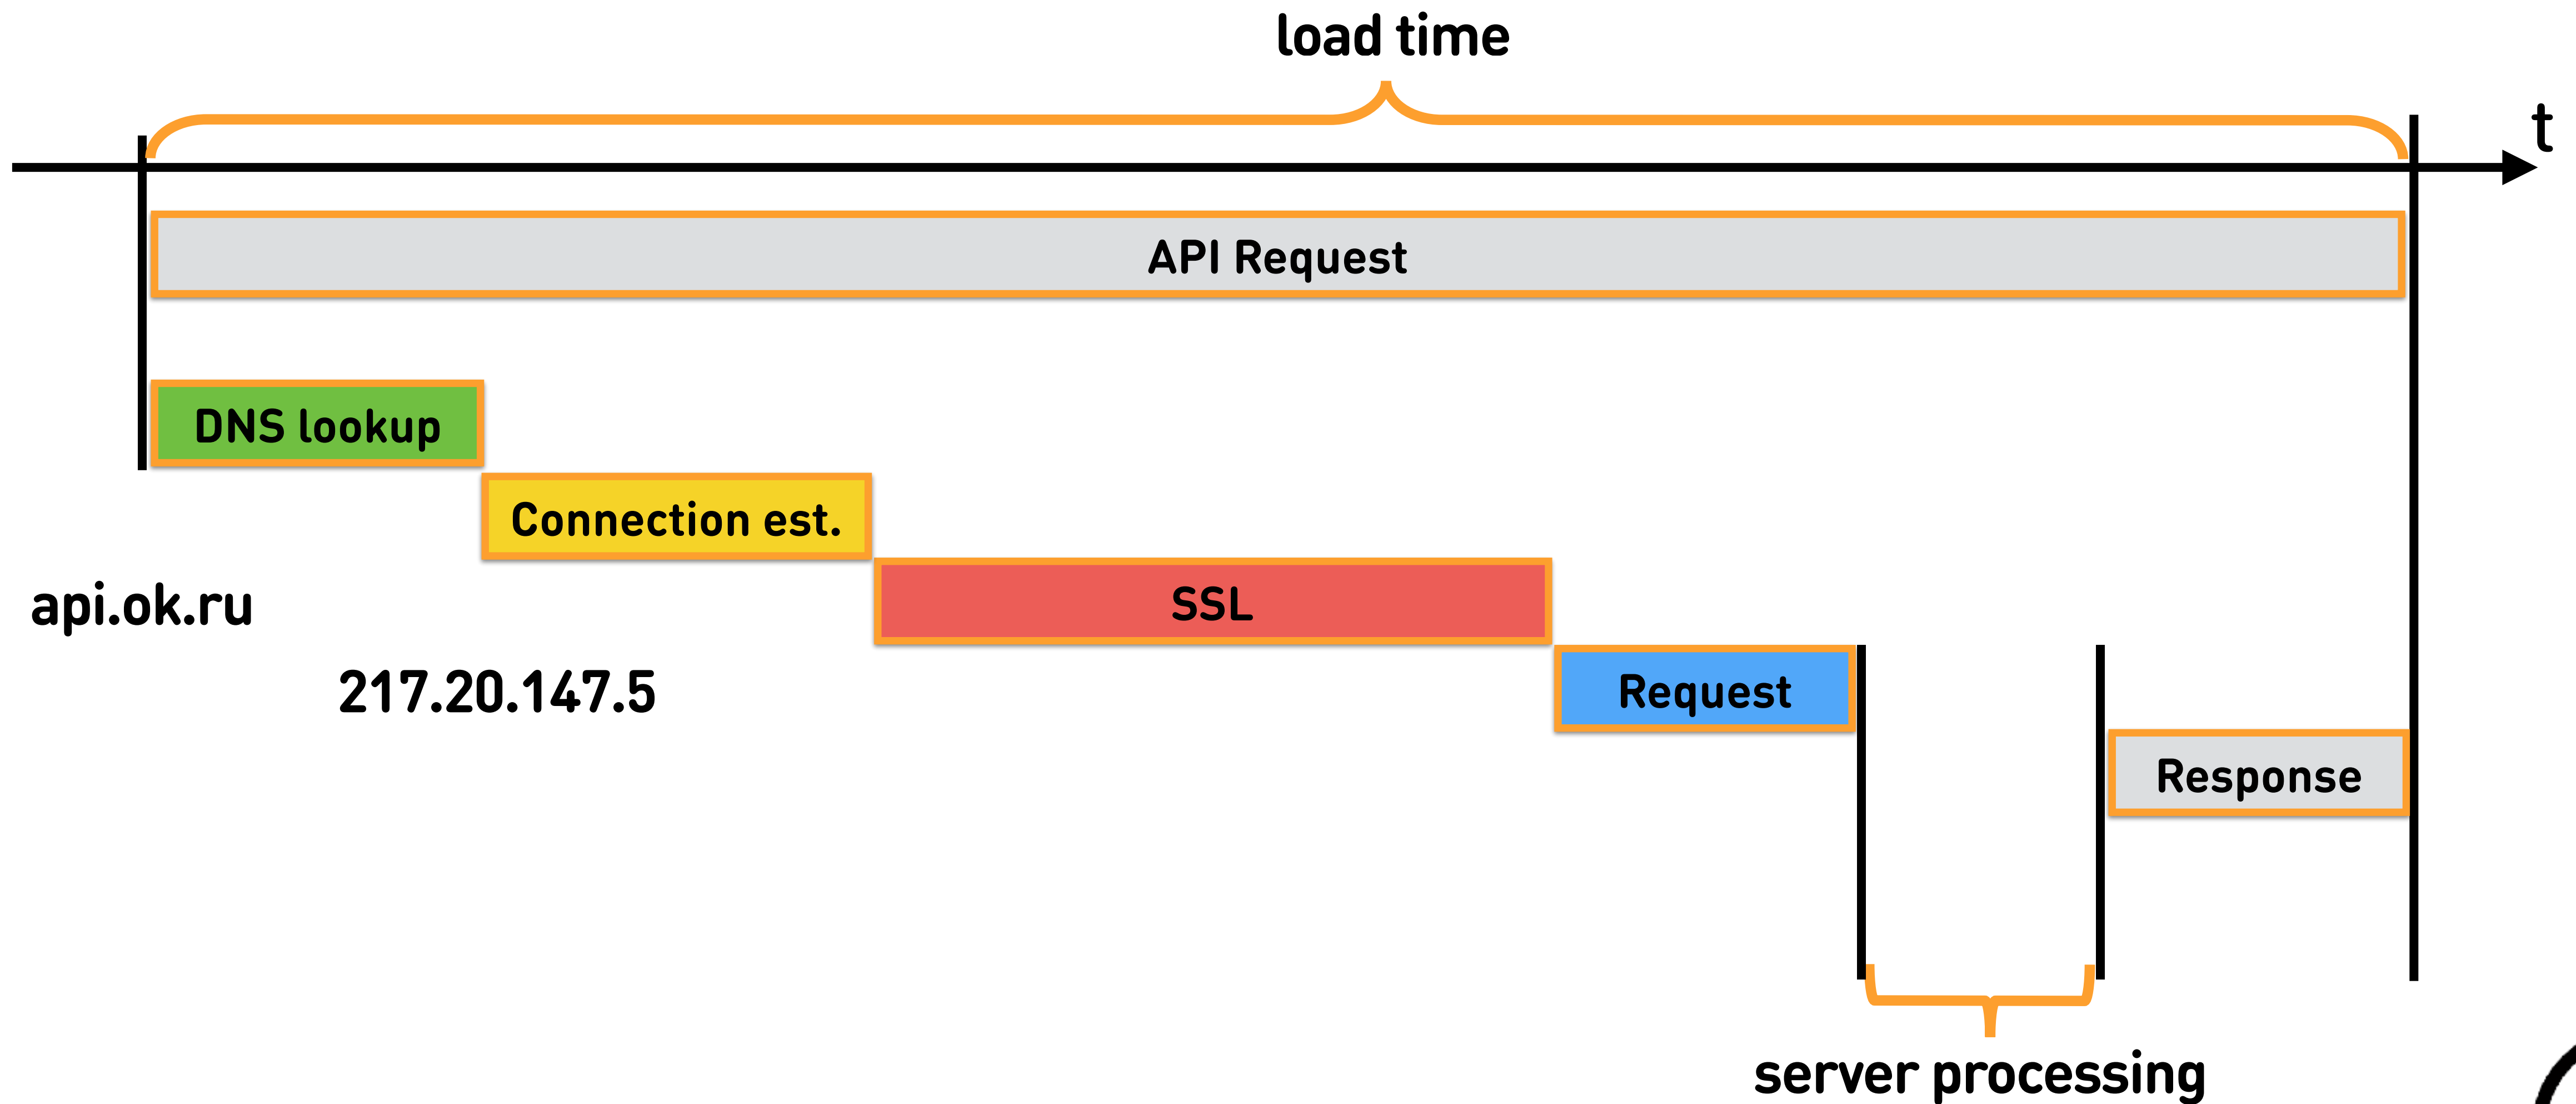 load time
t
API Request
DNS lookup
Connection est.
api.ok.ru
SSL
217.20.147.5
Request
Response
server processing